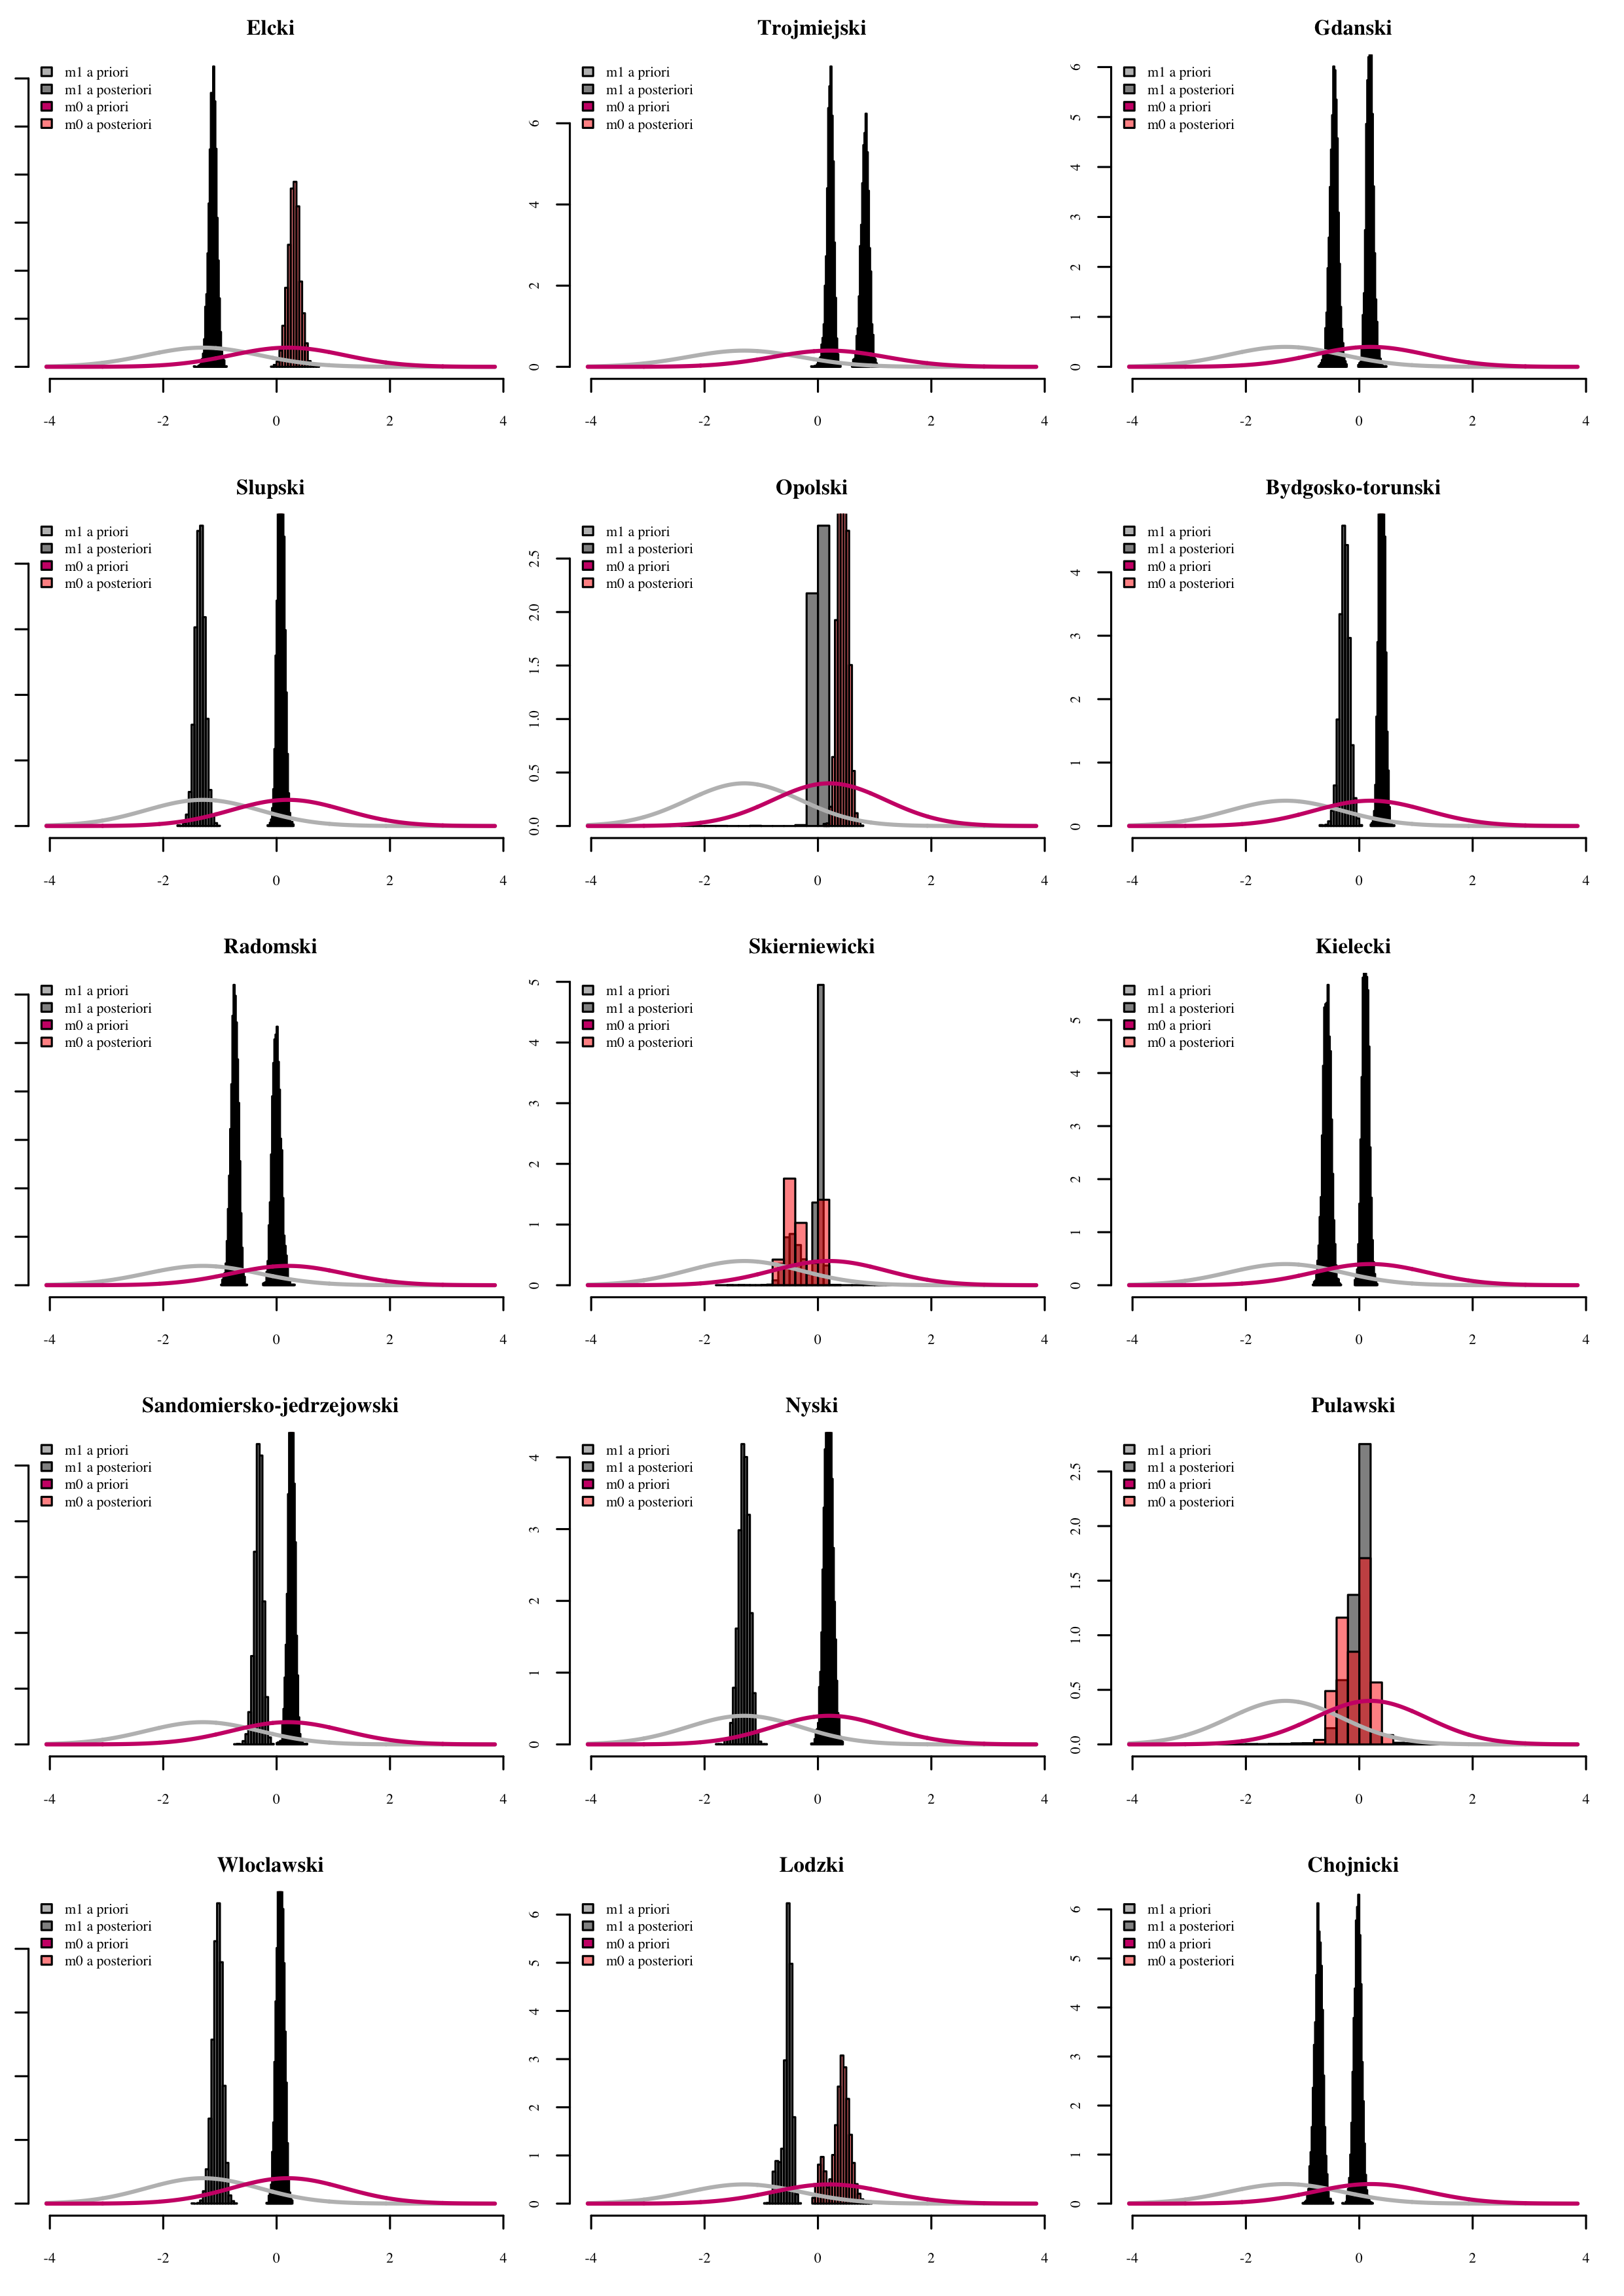 Elcki
m1 a priori
m1 a posteriori
m0 a priori
m0 a posteriori
-4 -2 0 2 4
Trojmiejski
m1 a priori
m1 a posteriori
m0 a priori
m0 a posteriori
0 2 4 6
-4 -2 0 2 4
Gdanski
m1 a priori
m1 a posteriori
m0 a priori
m0 a posteriori
0 1 2 3 4 5 6
-4 -2 0 2 4
Slupski
m1 a priori
m1 a posteriori
m0 a priori
m0 a posteriori
-4 -2 0 2 4
Opolski
m1 a priori
m1 a posteriori
m0 a priori
m0 a posteriori
0.0 0.5 1.0 1.5 2.0 2.5
-4 -2 0 2 4
Bydgosko-torunski
m1 a priori
m1 a posteriori
m0 a priori
m0 a posteriori
0 1 2 3 4
-4 -2 0 2 4
Radomski
m1 a priori
m1 a posteriori
m0 a priori
m0 a posteriori
-4 -2 0 2 4
Skierniewicki
m1 a priori
m1 a posteriori
m0 a priori
m0 a posteriori
0 1 2 3 4 5
-4 -2 0 2 4
Kielecki
m1 a priori
m1 a posteriori
m0 a priori
m0 a posteriori
0 1 2 3 4 5
-4 -2 0 2 4
Sandomiersko-jedrzejowski
m1 a priori
m1 a posteriori
m0 a priori
m0 a posteriori
-4 -2 0 2 4
Nyski
m1 a priori
m1 a posteriori
m0 a priori
m0 a posteriori
0 1 2 3 4
-4 -2 0 2 4
Pulawski
m1 a priori
m1 a posteriori
m0 a priori
m0 a posteriori
0.0 0.5 1.0 1.5 2.0 2.5
-4 -2 0 2 4
Wloclawski
m1 a priori
m1 a posteriori
m0 a priori
m0 a posteriori
-4 -2 0 2 4
Lodzki
m1 a priori
m1 a posteriori
m0 a priori
m0 a posteriori
0 1 2 3 4 5 6
-4 -2 0 2 4
Chojnicki
m1 a priori
m1 a posteriori
m0 a priori
m0 a posteriori
0 1 2 3 4 5 6
-4 -2 0 2 4